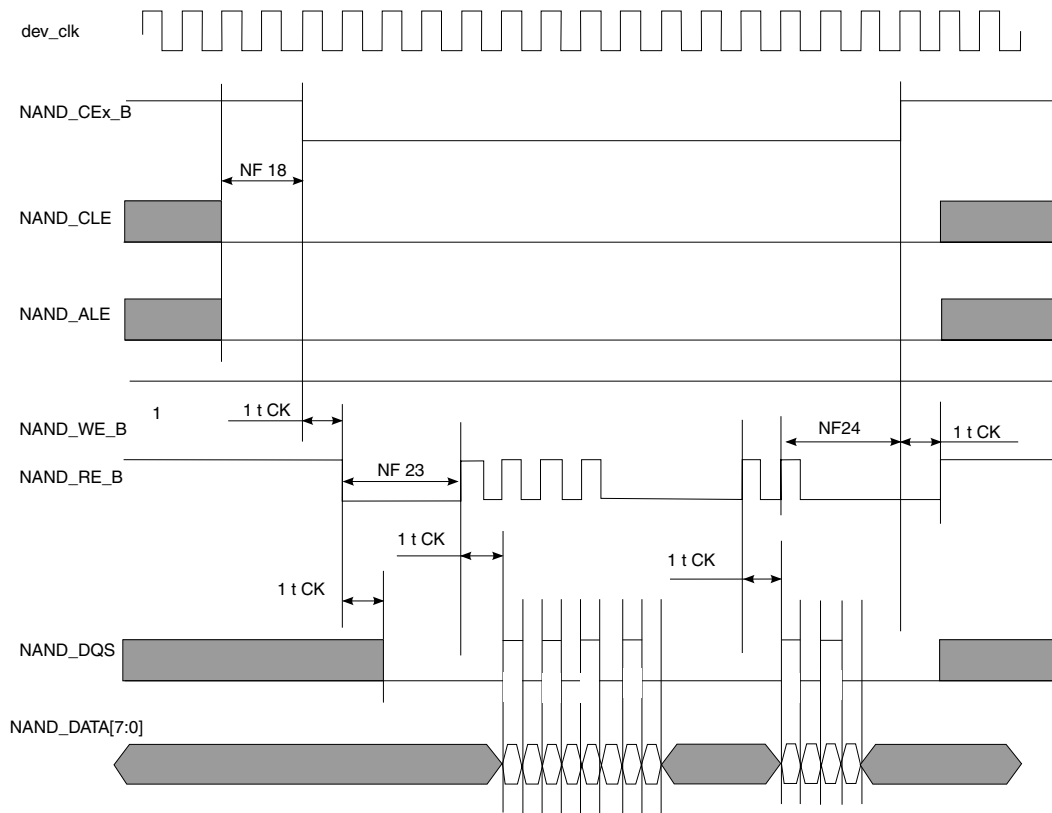 dev_clk
NAND_CEx_B
NF 18
NAND_CLE
NAND_ALE
1
1 t CK
NAND_WE_B
NF24
1 t CK
NAND_RE_B
NF 23
1 t CK
1 t CK
1 t CK
NAND_DQS
NAND_DATA[7:0]